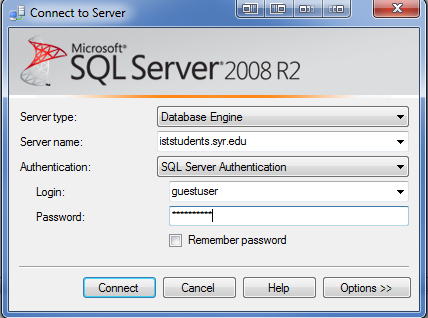 Connect to Server
Microsoft®
SQL Server® 2008 R2
Server type: Database Engine
Server name: iststudents.syr.edu
Authentication: SQL Server Authentication
Login: guestuser
Password: **********
Remember password
Connect Cancel Help Options >>